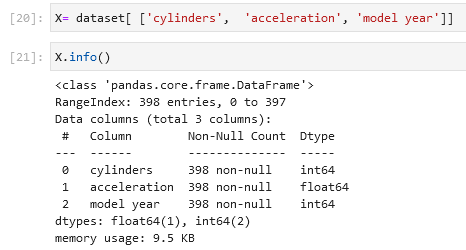 [20]: X= dataset[ ['cylinders',  'acceleration', 'model year']]
[21]: X.info()
<class 'pandas.core.frame.DataFrame'>
RangeIndex: 398 entries, 0 to 397
Data columns (total 3 columns):
 #   Column        Non-Null Count  Dtype
---  ------        --------------  -----
 0   cylinders     398 non-null    int64
 1   acceleration  398 non-null    float64
 2   model year    398 non-null    int64
dtypes: float64(1), int64(2)
memory usage: 9.5 KB